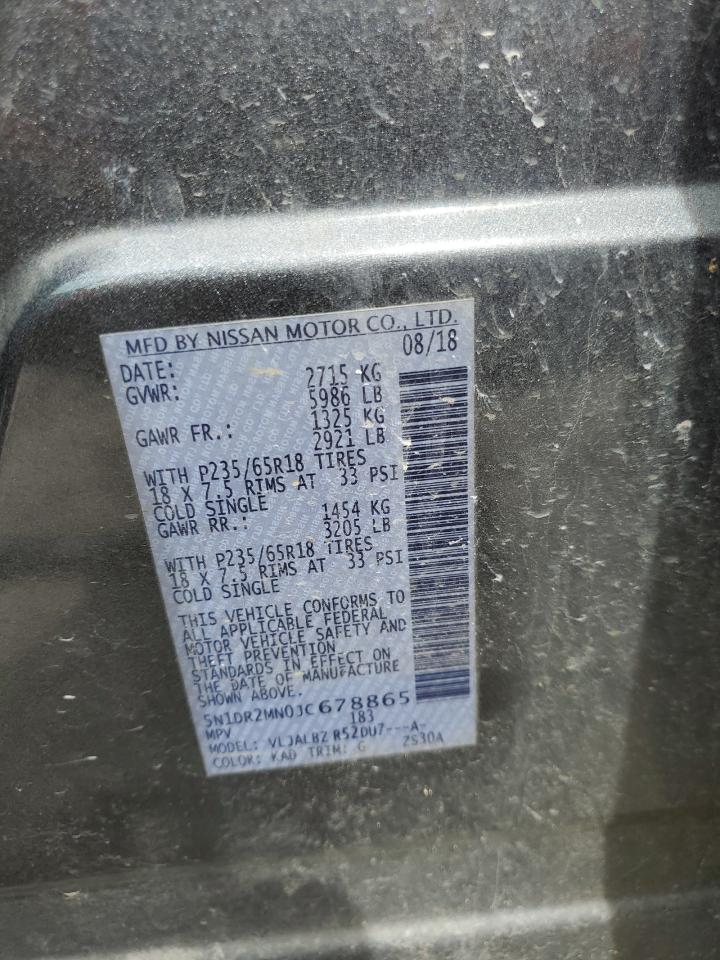 MFD BY NISSAN MOTOR CO., LTD.
DATE: 08/18
GVWR: 2715 KG
5986 LB
GAWR FR.: 1325 KG
2921 LB
WITH P235/65R18 TIRES
18 X 7.5 RIMS AT 33 PSI
COLD SINGLE
GAWR RR.: 1454 KG
3205 LB
WITH P235/65R18 TIRES
18 X 7.5 RIMS AT 33 PSI
COLD SINGLE
THIS VEHICLE CONFORMS TO
ALL APPLICABLE FEDERAL
MOTOR VEHICLE SAFETY AND
THEFT PREVENTION
STANDARDS IN EFFECT ON
THE DATE OF MANUFACTURE
SHOWN ABOVE.
5N1DR2MN0JC678865
MPV 183
MODEL: VLJALBZ R52DU7---A-
COLOR: KAD TRIM: G ZS30A